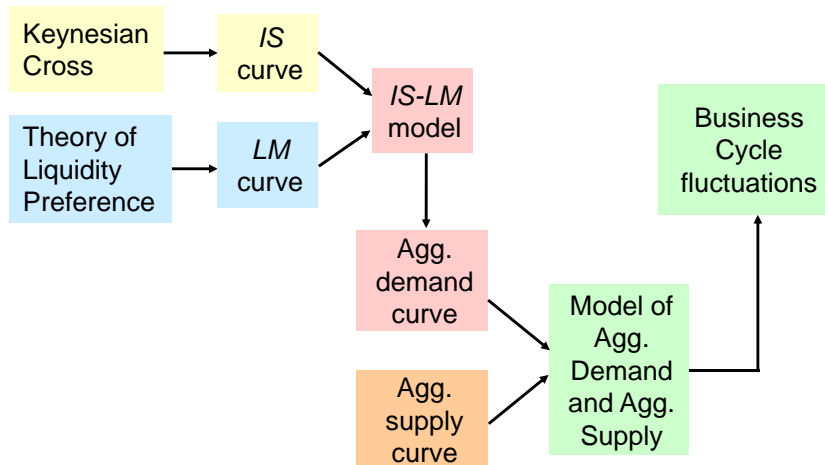 Keynesian
Cross
IS
curve
Theory of
Liquidity
Preference
LM
curve
IS-LM
model
Agg.
demand
curve
Agg.
supply
curve
Model of
Agg.
Demand
and Agg.
Supply
Business
Cycle
fluctuations